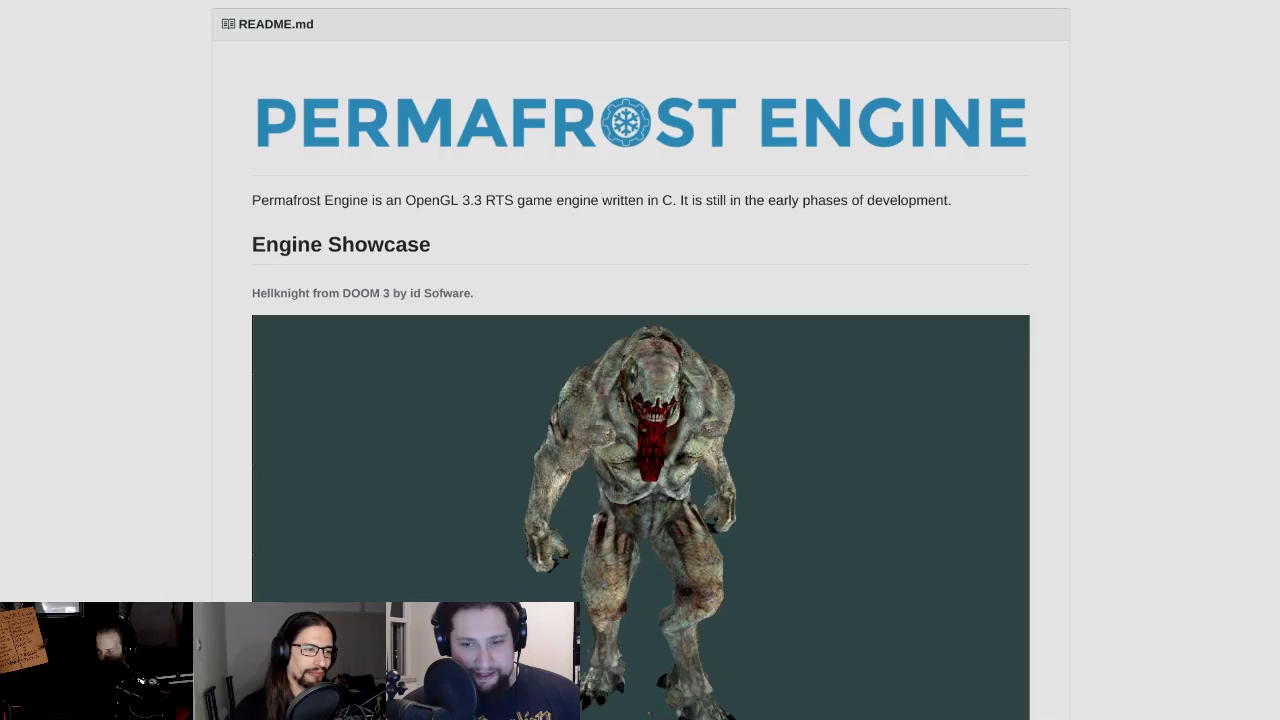 README.md
PERMAFROST ENGINE
Permafrost Engine is an OpenGL 3.3 RTS game engine written in C. It is still in the early phases of development.
Engine Showcase
Hellknight from DOOM 3 by id Sofware.